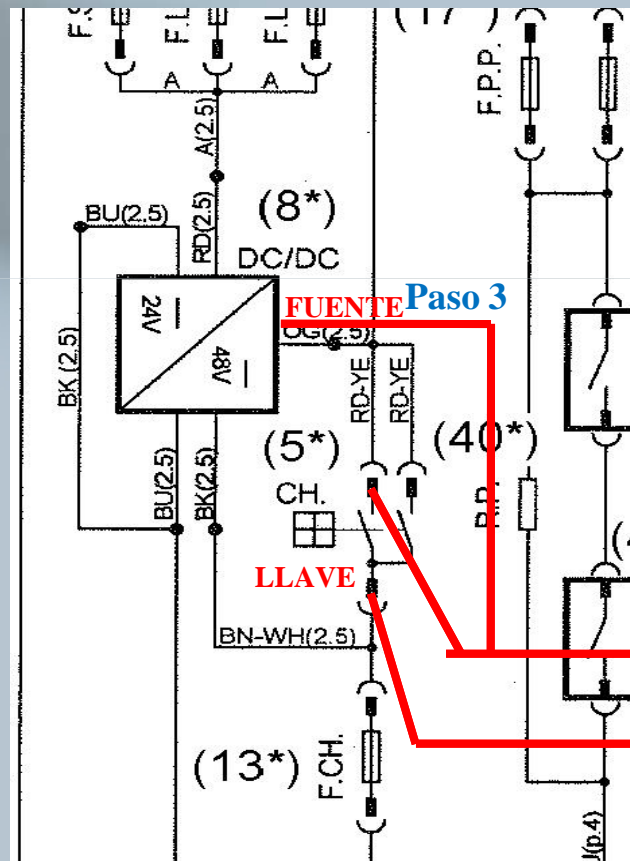 (17
F.L
F.L
F.P.P.
A
A
A(2.5)
BU(2.5)
RD(2.5)
(8*)
DC/DC
FUENTE Paso 3
24V
48V
OG(2.5)
BK(2.5)
RD-YE
RD-YE
(5*)
(40*)
CH.
BU(2.5)
BK(2.5)
LLAVE
BN-WH(2.5)
(13*)
F.CH.
(p.4)